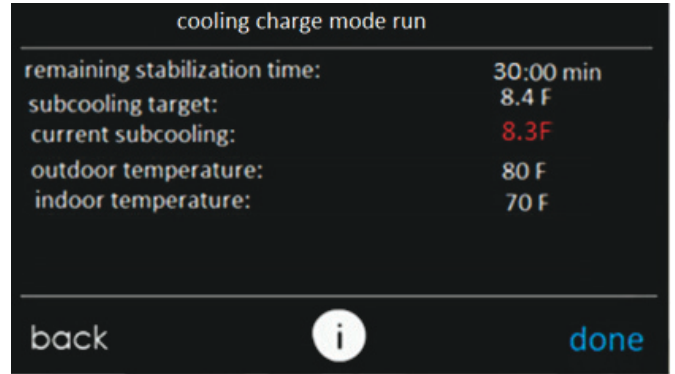 cooling charge mode run
remaining stabilization time: 30:00 min
subcooling target: 8.4 F
current subcooling: 8.3F
outdoor temperature: 80 F
indoor temperature: 70 F
back i done